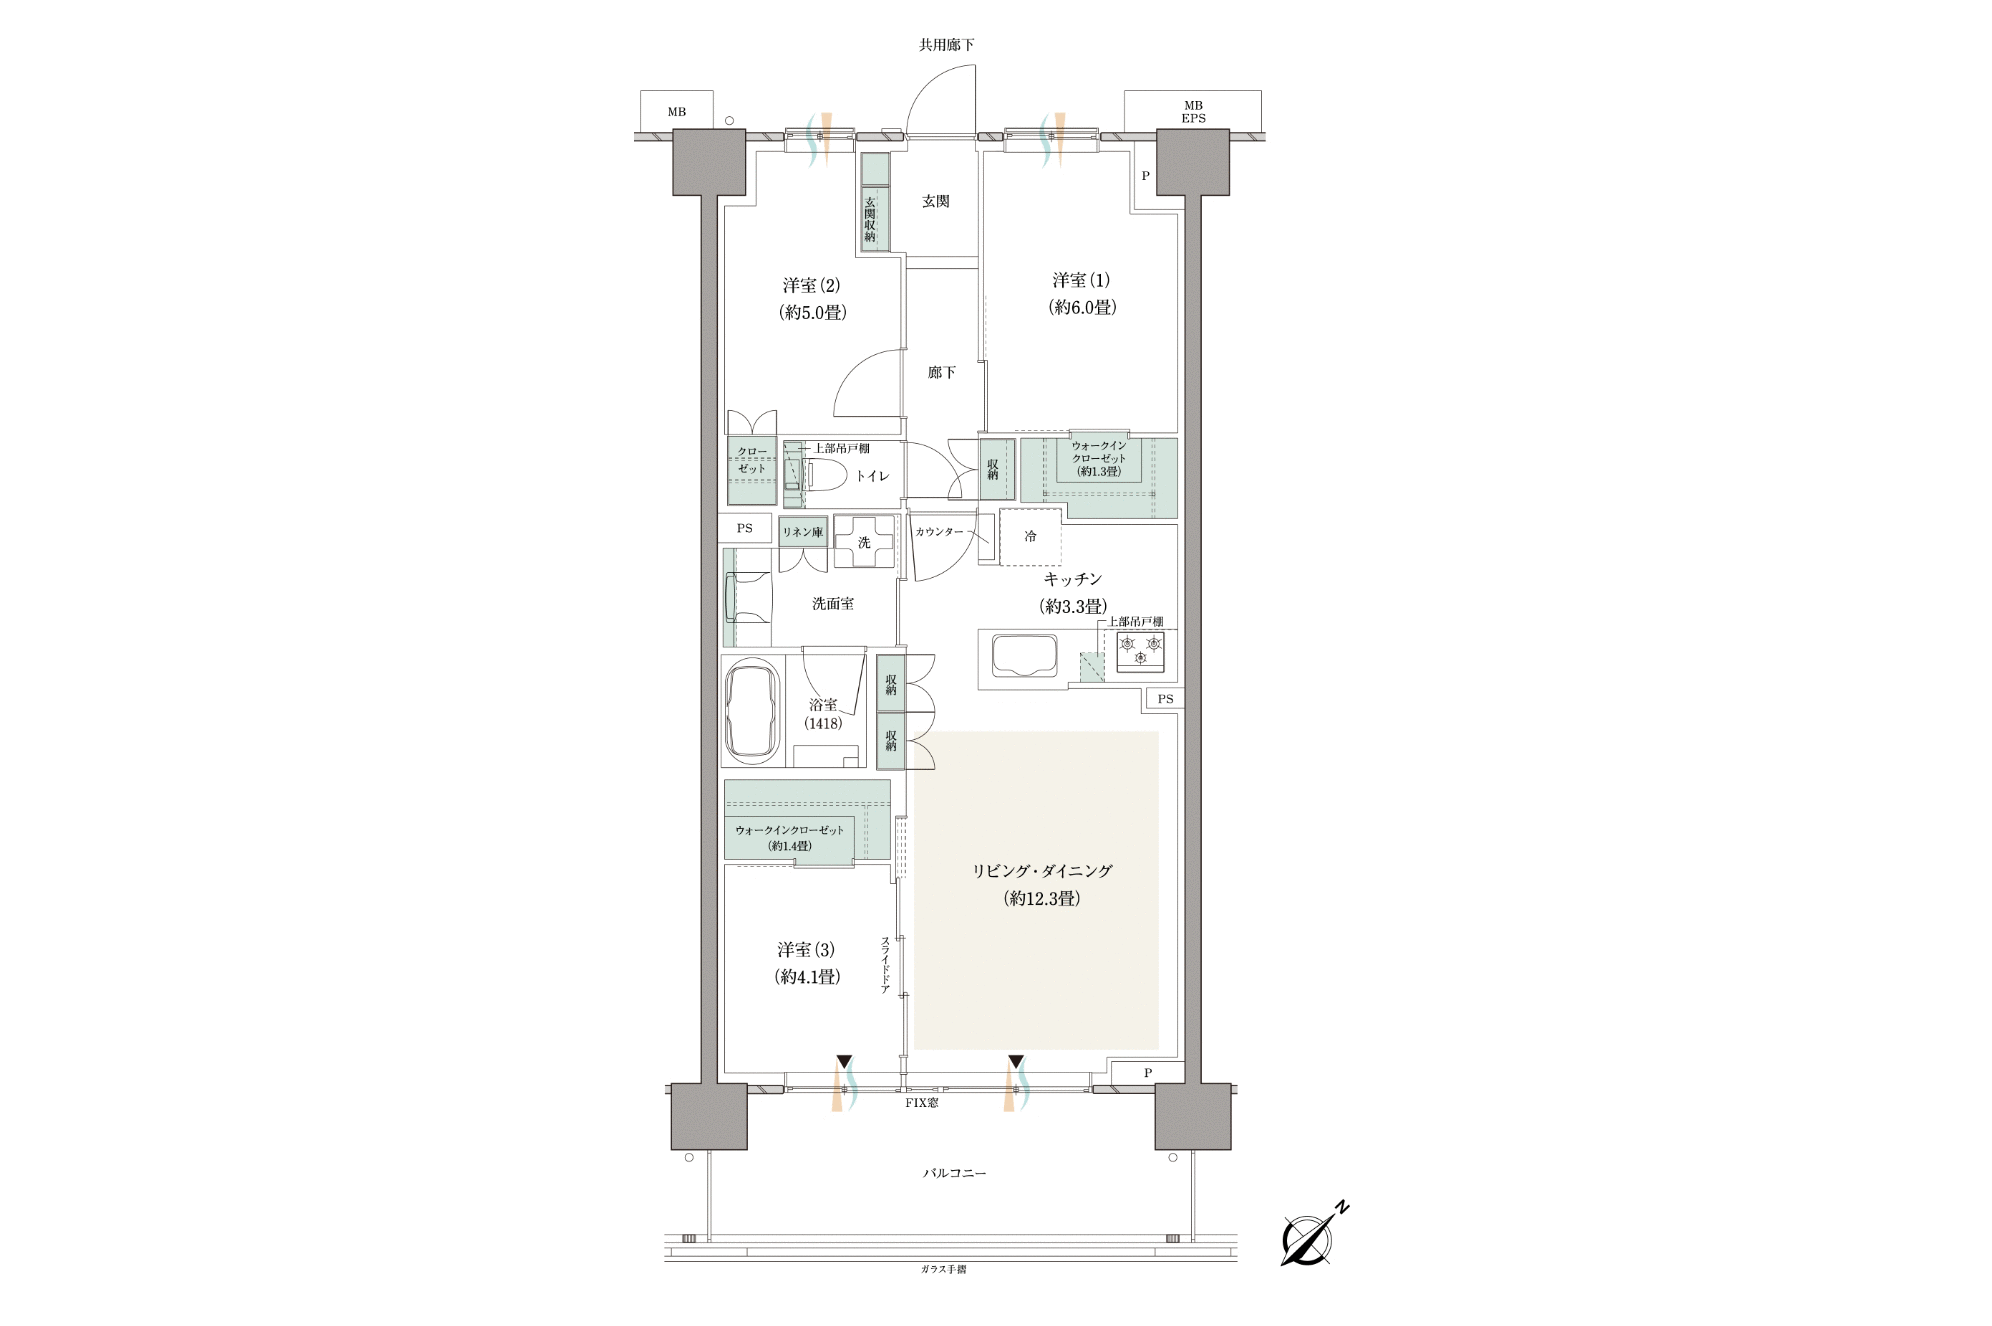 共用廊下
MB
MB
EPS
P
玄関
玄関収納
洋室(2)
(約5.0畳)
洋室(1)
(約6.0畳)
廊下
クロー
ゼット
上部吊戸棚
トイレ
収納
ウォークイン
クローゼット
(約1.3畳)
PS
リネン庫
洗
カウンター
冷
キッチン
(約3.3畳)
洗面室
上部吊戸棚
収納
浴室
(1418)
PS
収納
ウォークインクローゼット
(約1.4畳)
リビング・ダイニング
(約12.3畳)
洋室(3)
(約4.1畳)
スライドドア
P
FIX窓
バルコニー
N
ガラス手摺